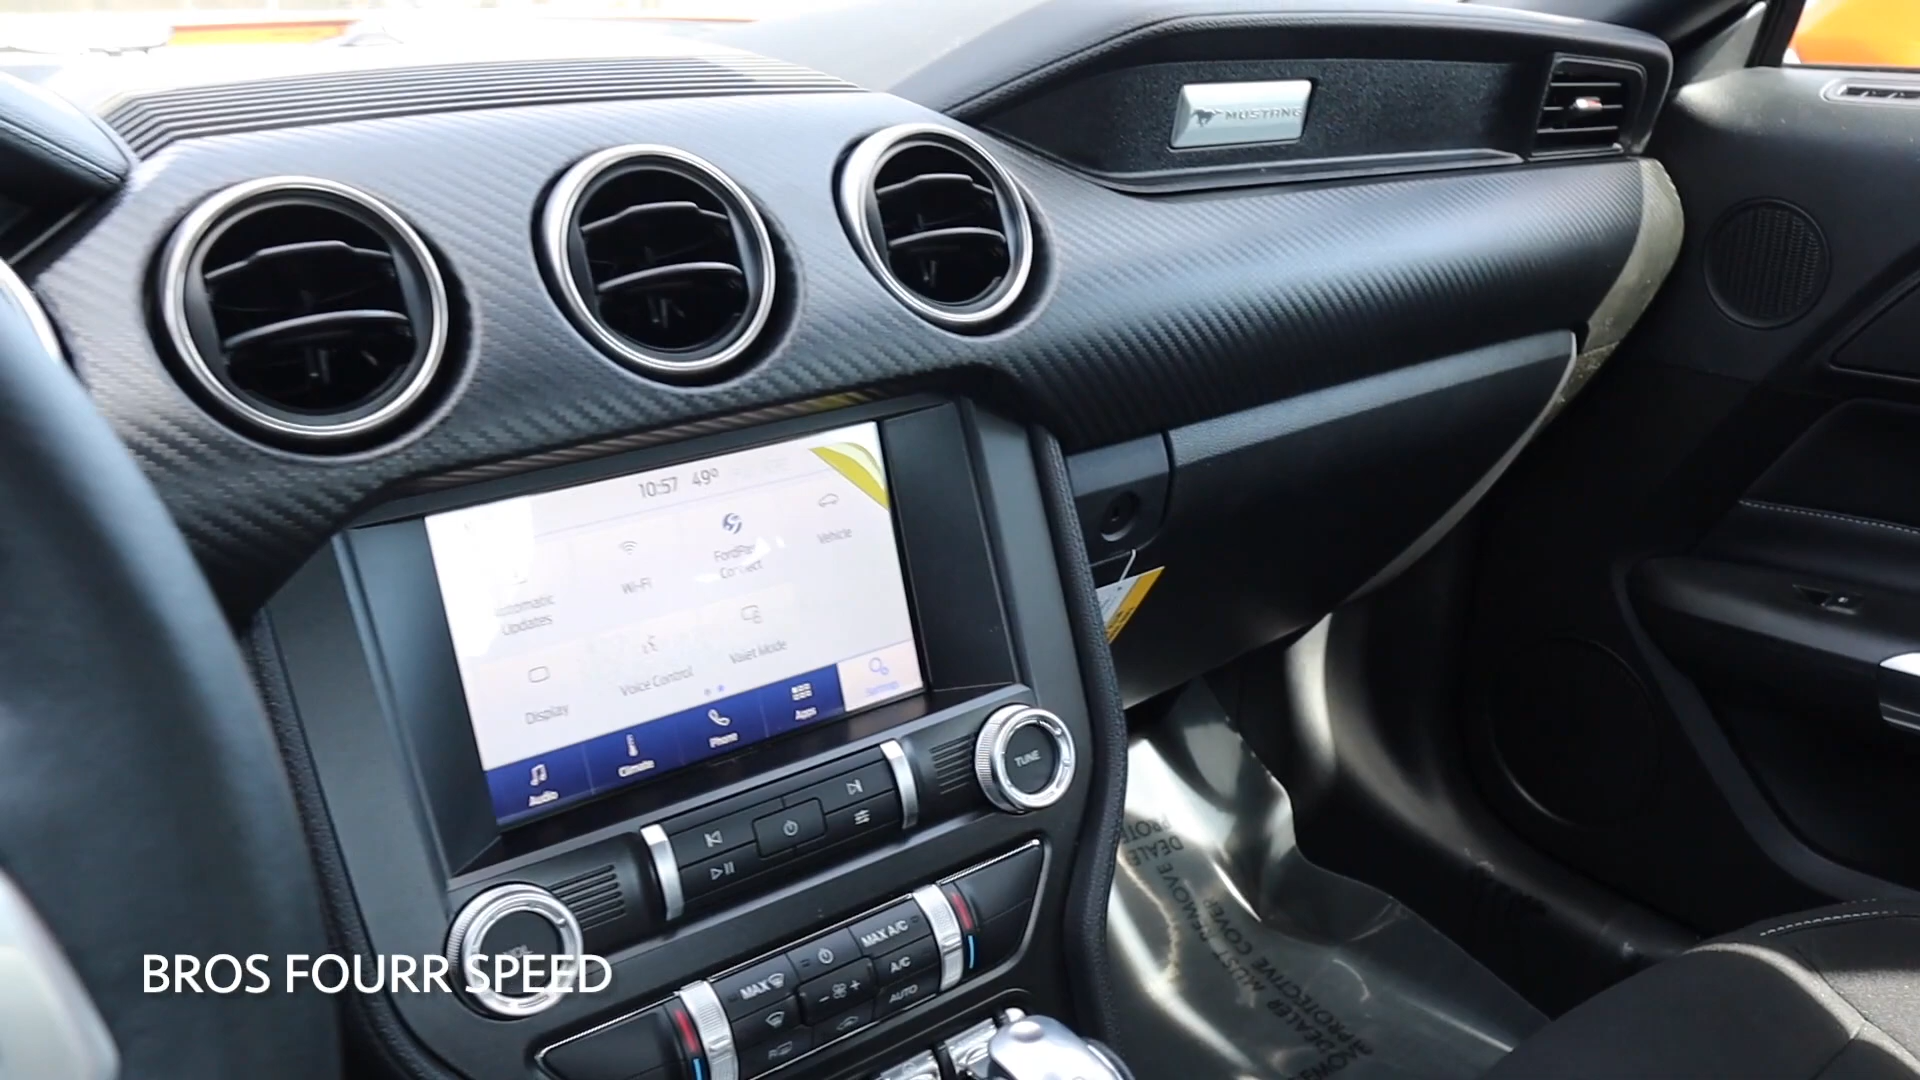 MUSTANG
10:57 49°
FordPass
Connect
Vehicle
Wi-Fi
Automatic
Updates
Display
Voice Control
Valet Mode
Settings
Audio
Climate
Phone
Apps
TUNE
MAX A/C
MAX
A/C
AUTO
R
DEALER MUST REMOVE
PROTECTIVE COVER
BROS FOURR SPEED